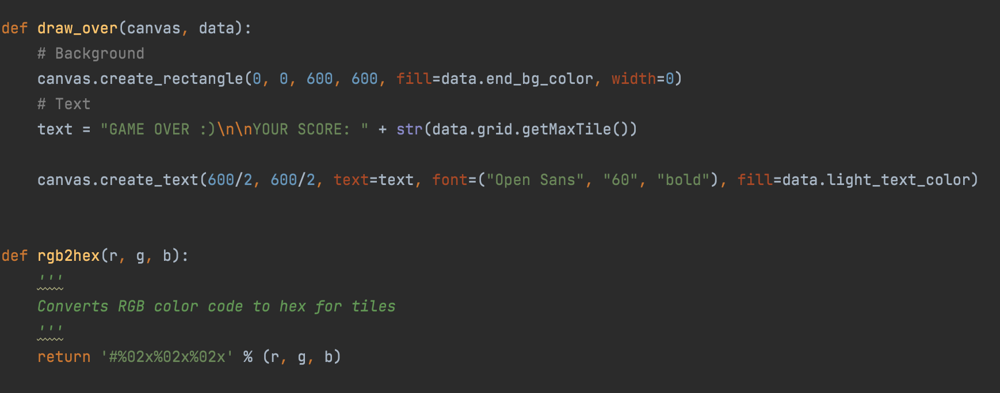 def draw_over(canvas, data):
    # Background
    canvas.create_rectangle(0, 0, 600, 600, fill=data.end_bg_color, width=0)
    # Text
    text = "GAME OVER :)\n\nYOUR SCORE: " + str(data.grid.getMaxTile())
    canvas.create_text(600/2, 600/2, text=text, font=("Open Sans", "60", "bold"), fill=data.light_text_color)
def rgb2hex(r, g, b):
    '''
    Converts RGB color code to hex for tiles
    '''
    return '#%02x%02x%02x' % (r, g, b)